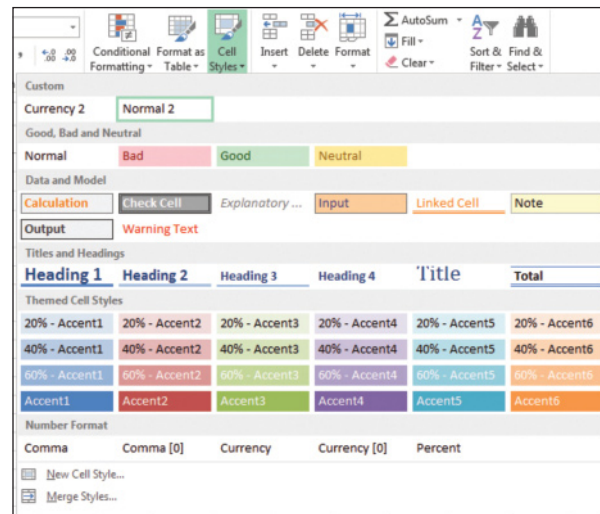 AutoSum
Conditional Format as Cell Insert Delete Format Fill Sort & Find &
Formatting Table Styles Clear Filter Select
Custom
Currency 2 Normal 2
Good, Bad and Neutral
Normal Bad Good Neutral
Data and Model
Calculation Check Cell Explanatory ... Input Linked Cell Note
Output Warning Text
Titles and Headings
Heading 1 Heading 2 Heading 3 Heading 4 Title Total
Themed Cell Styles
20% - Accent1 20% - Accent2 20% - Accent3 20% - Accent4 20% - Accent5 20% - Accent6
40% - Accent1 40% - Accent2 40% - Accent3 40% - Accent4 40% - Accent5 40% - Accent6
60% - Accent1 60% - Accent2 60% - Accent3 60% - Accent4 60% - Accent5 60% - Accent6
Accent1 Accent2 Accent3 Accent4 Accent5 Accent6
Number Format
Comma Comma [0] Currency Currency [0] Percent
New Cell Style...
Merge Styles...